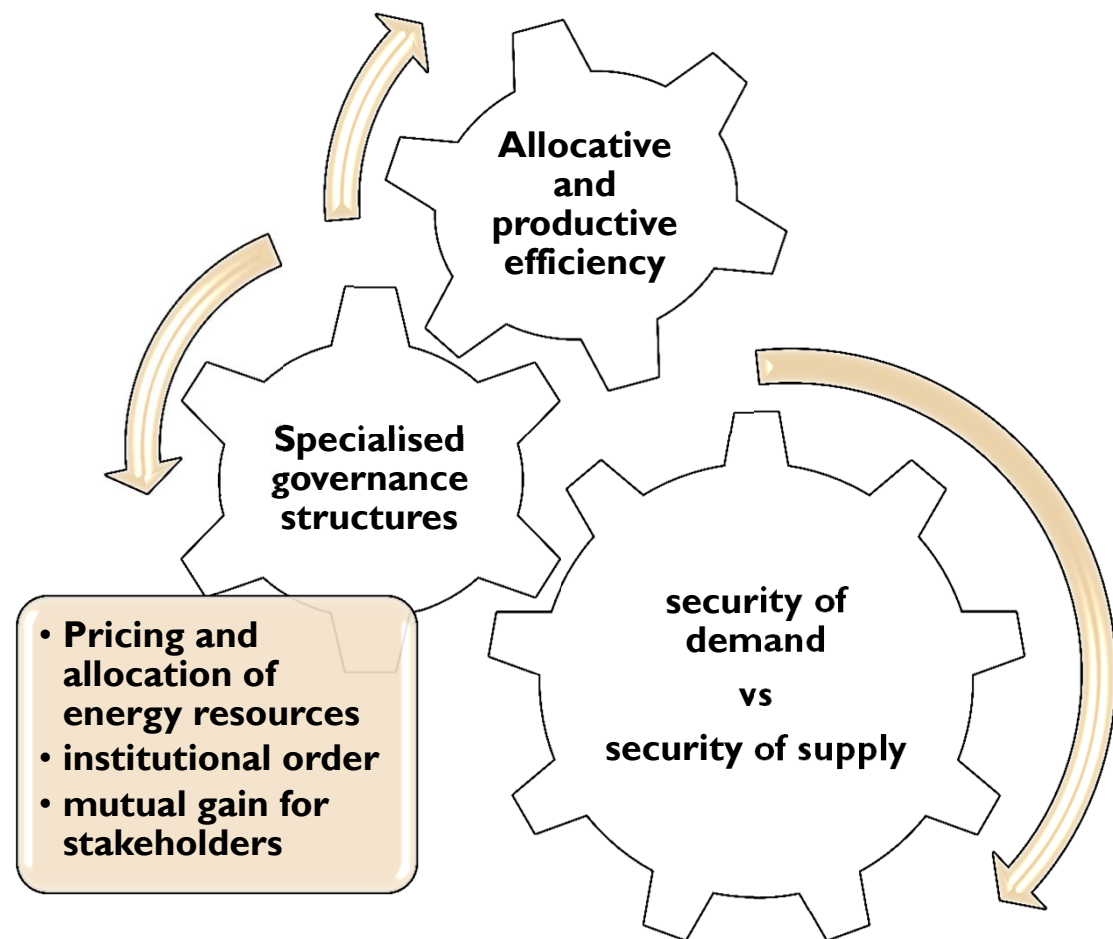 Allocative
and
productive
efficiency
Specialised
governance
structures
security of
demand
vs
security of supply
• Pricing and
allocation of
energy resources
• institutional order
• mutual gain for
stakeholders